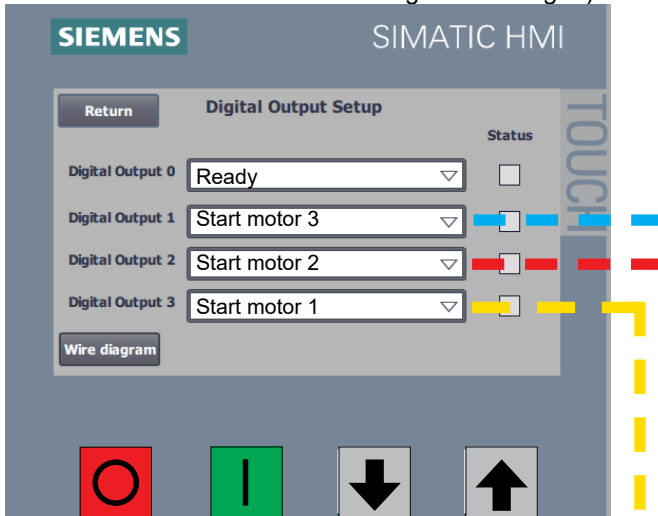 SIEMENS
SIMATIC HMI
TOUCH
Return
Digital Output Setup
Status
Digital Output 0
Ready
Digital Output 1
Start motor 3
Digital Output 2
Start motor 2
Digital Output 3
Start motor 1
Wire diagram